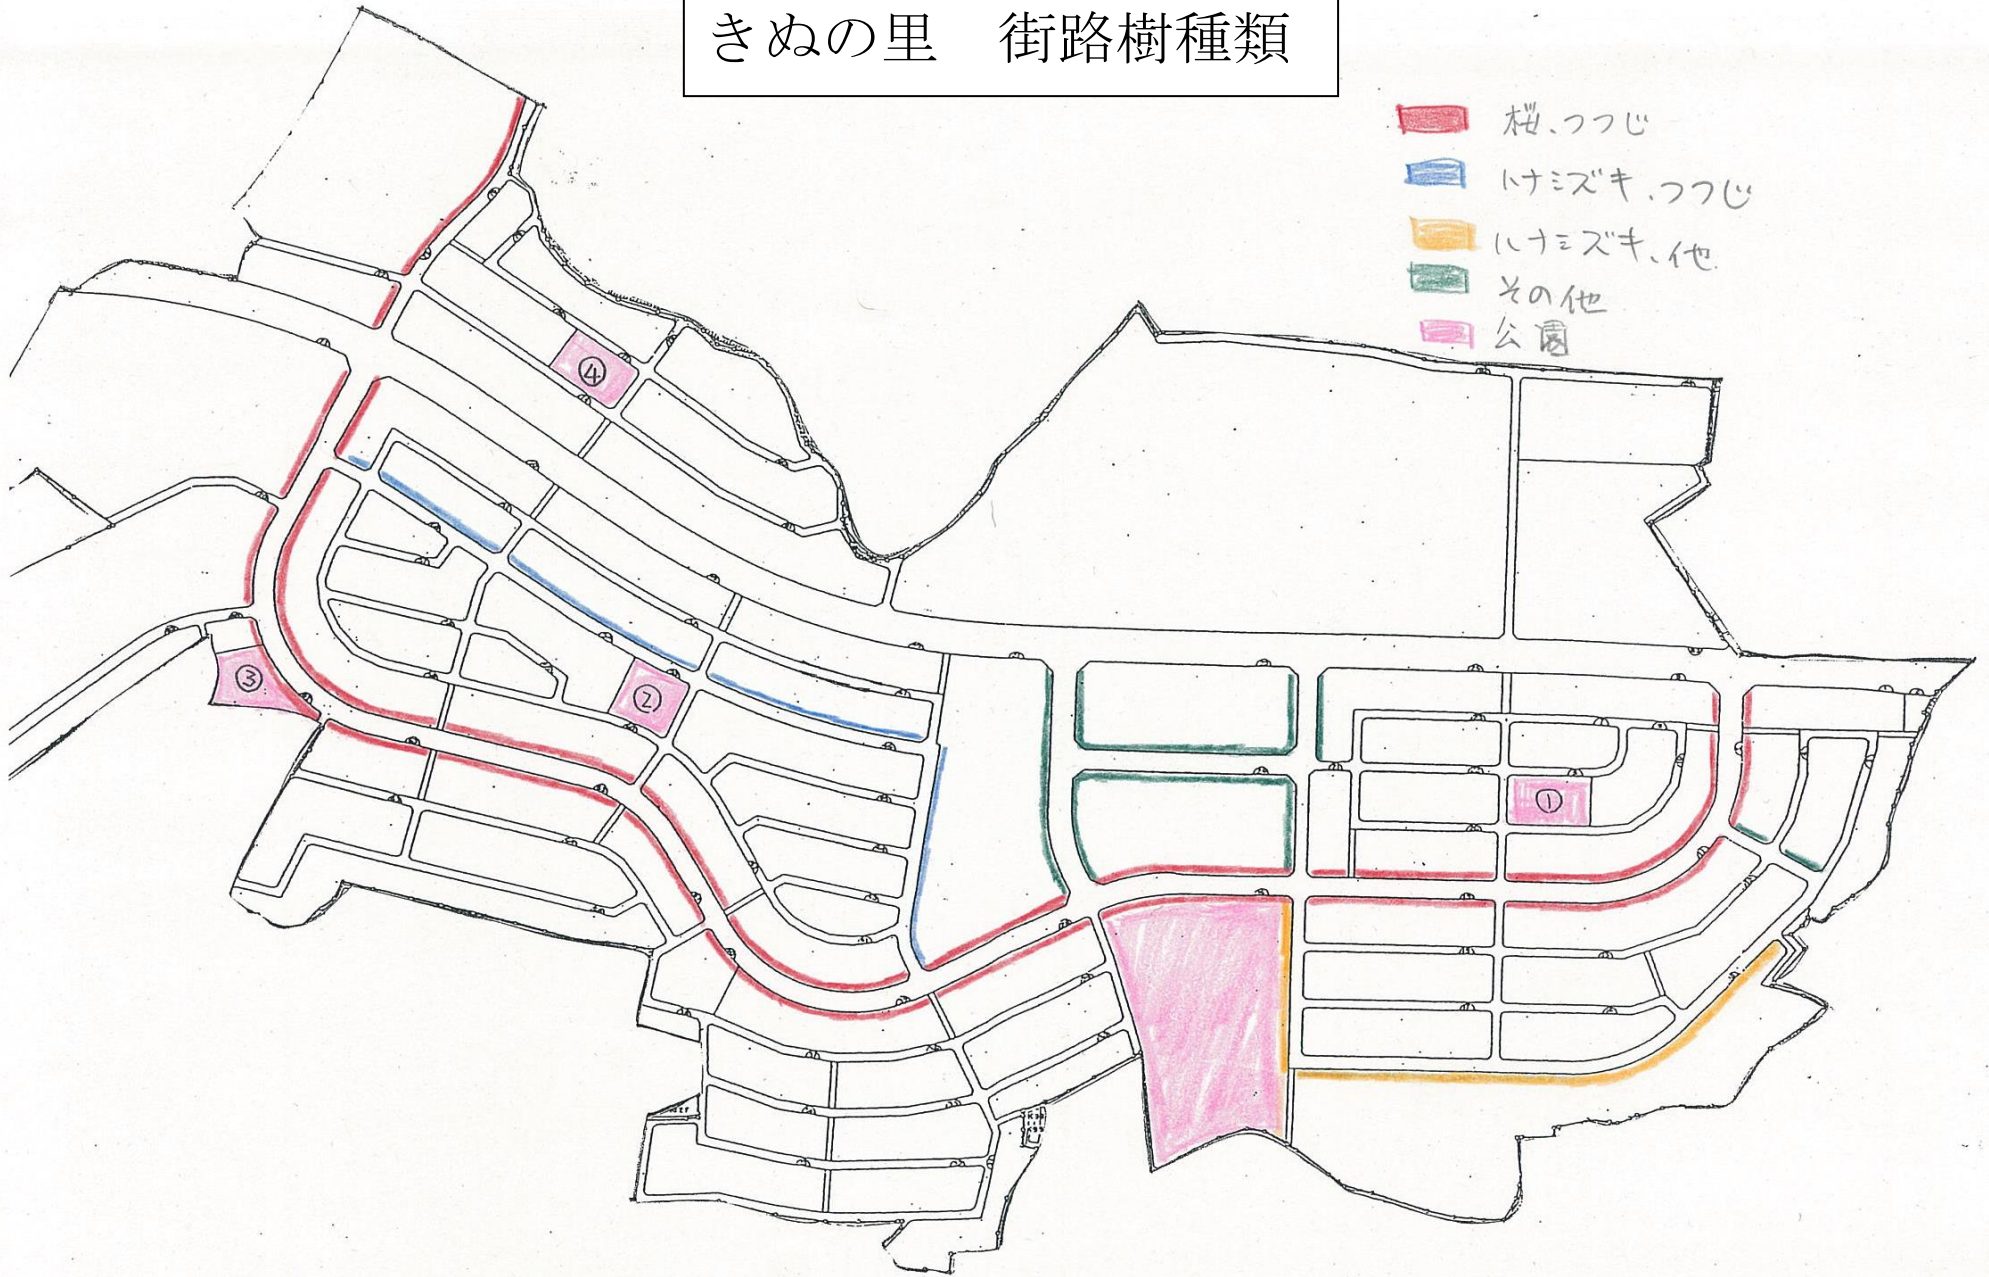 きぬの里　街路樹種類
桜、つつじ
ハナミズキ、つつじ
ハナミズキ、他
その他
公園
④
③
②
①